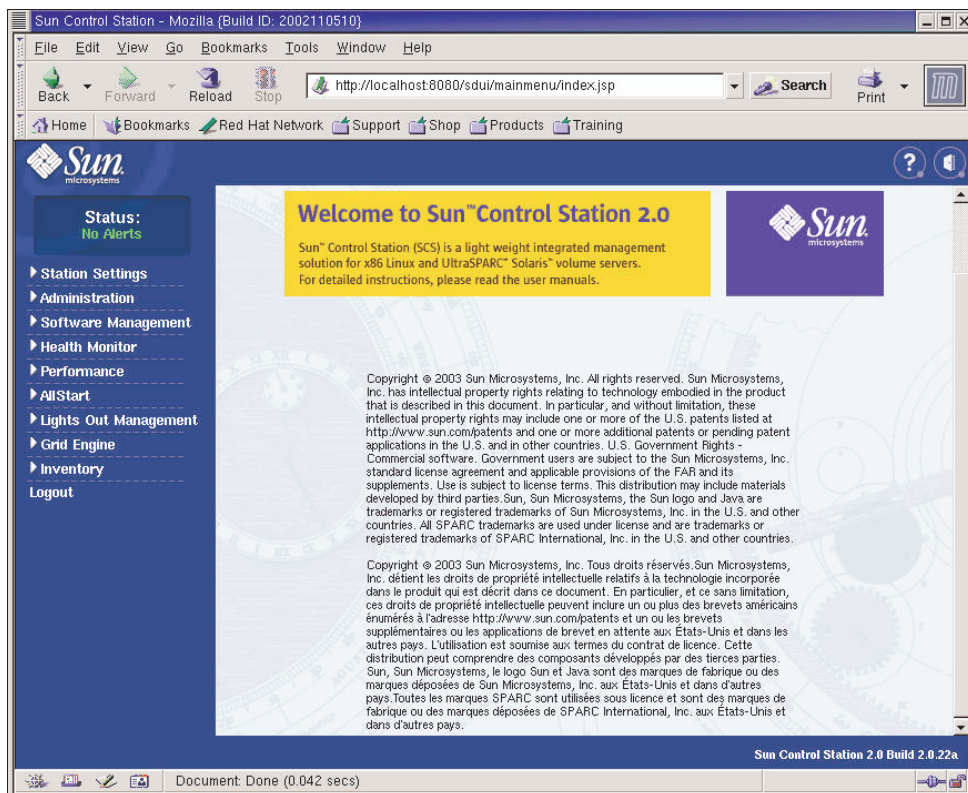 Sun Control Station - Mozilla {Build ID: 2002110510}
File Edit View Go Bookmarks Tools Window Help
Back Forward Reload Stop http://localhost:8080/sdui/mainmenu/index.jsp Search Print
Home Bookmarks Red Hat Network Support Shop Products Training
Sun microsystems
?
Status:
No Alerts
Station Settings
Administration
Software Management
Health Monitor
Performance
AllStart
Lights Out Management
Grid Engine
Inventory
Logout
Welcome to Sun™ Control Station 2.0
Sun™ Control Station (SCS) is a light weight integrated management
solution for x86 Linux and UltraSPARC™ Solaris™ volume servers.
For detailed instructions, please read the user manuals.
Sun microsystems
Copyright © 2003 Sun Microsystems, Inc. All rights reserved. Sun Microsystems,
Inc. has intellectual property rights relating to technology embodied in the product
that is described in this document. In particular, and without limitation, these
intellectual property rights may include one or more of the U.S. patents listed at
http://www.sun.com/patents and one or more additional patents or pending patent
applications in the U.S. and in other countries. U.S. Government Rights -
Commercial software. Government users are subject to the Sun Microsystems, Inc.
standard license agreement and applicable provisions of the FAR and its
supplements. Use is subject to license terms. This distribution may include materials
developed by third parties.Sun, Sun Microsystems, the Sun logo and Java are
trademarks or registered trademarks of Sun Microsystems, Inc. in the U.S. and other
countries. All SPARC trademarks are used under license and are trademarks or
registered trademarks of SPARC International, Inc. in the U.S. and other countries.
Copyright © 2003 Sun Microsystems, Inc. Tous droits réservés.Sun Microsystems,
Inc. détient les droits de propriété intellectuelle relatifs à la technologie incorporée
dans le produit qui est décrit dans ce document. En particulier, et ce sans limitation,
ces droits de propriété intellectuelle peuvent inclure un ou plus des brevets américains
énumérés à l'adresse http://www.sun.com/patents et un ou les brevets
supplémentaires ou les applications de brevet en attente aux États-Unis et dans les
autres pays. L'utilisation est soumise aux termes du contrat de licence. Cette
distribution peut comprendre des composants développés par des tierces parties.
Sun, Sun Microsystems, le logo Sun et Java sont des marques de fabrique ou des
marques déposées de Sun Microsystems, Inc. aux États-Unis et dans d'autres
pays.Toutes les marques SPARC sont utilisées sous licence et sont des marques de
fabrique ou des marques déposées de SPARC International, Inc. aux États-Unis et
dans d'autres pays.
Sun Control Station 2.0 Build 2.0.22a
Document: Done (0.042 secs)